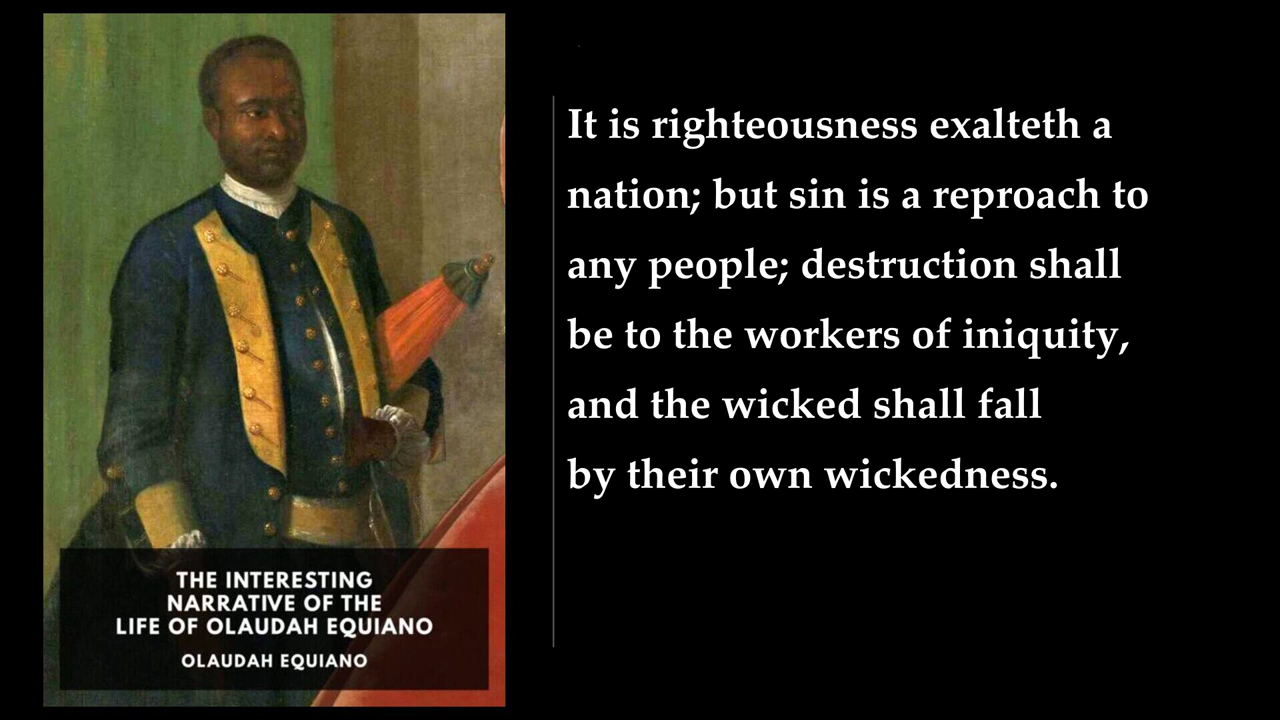 It is righteousness exalteth a
nation; but sin is a reproach to
any people; destruction shall
be to the workers of iniquity,
and the wicked shall fall
by their own wickedness.
THE INTERESTING
NARRATIVE OF THE
LIFE OF OLAUDAH EQUIANO
OLAUDAH EQUIANO